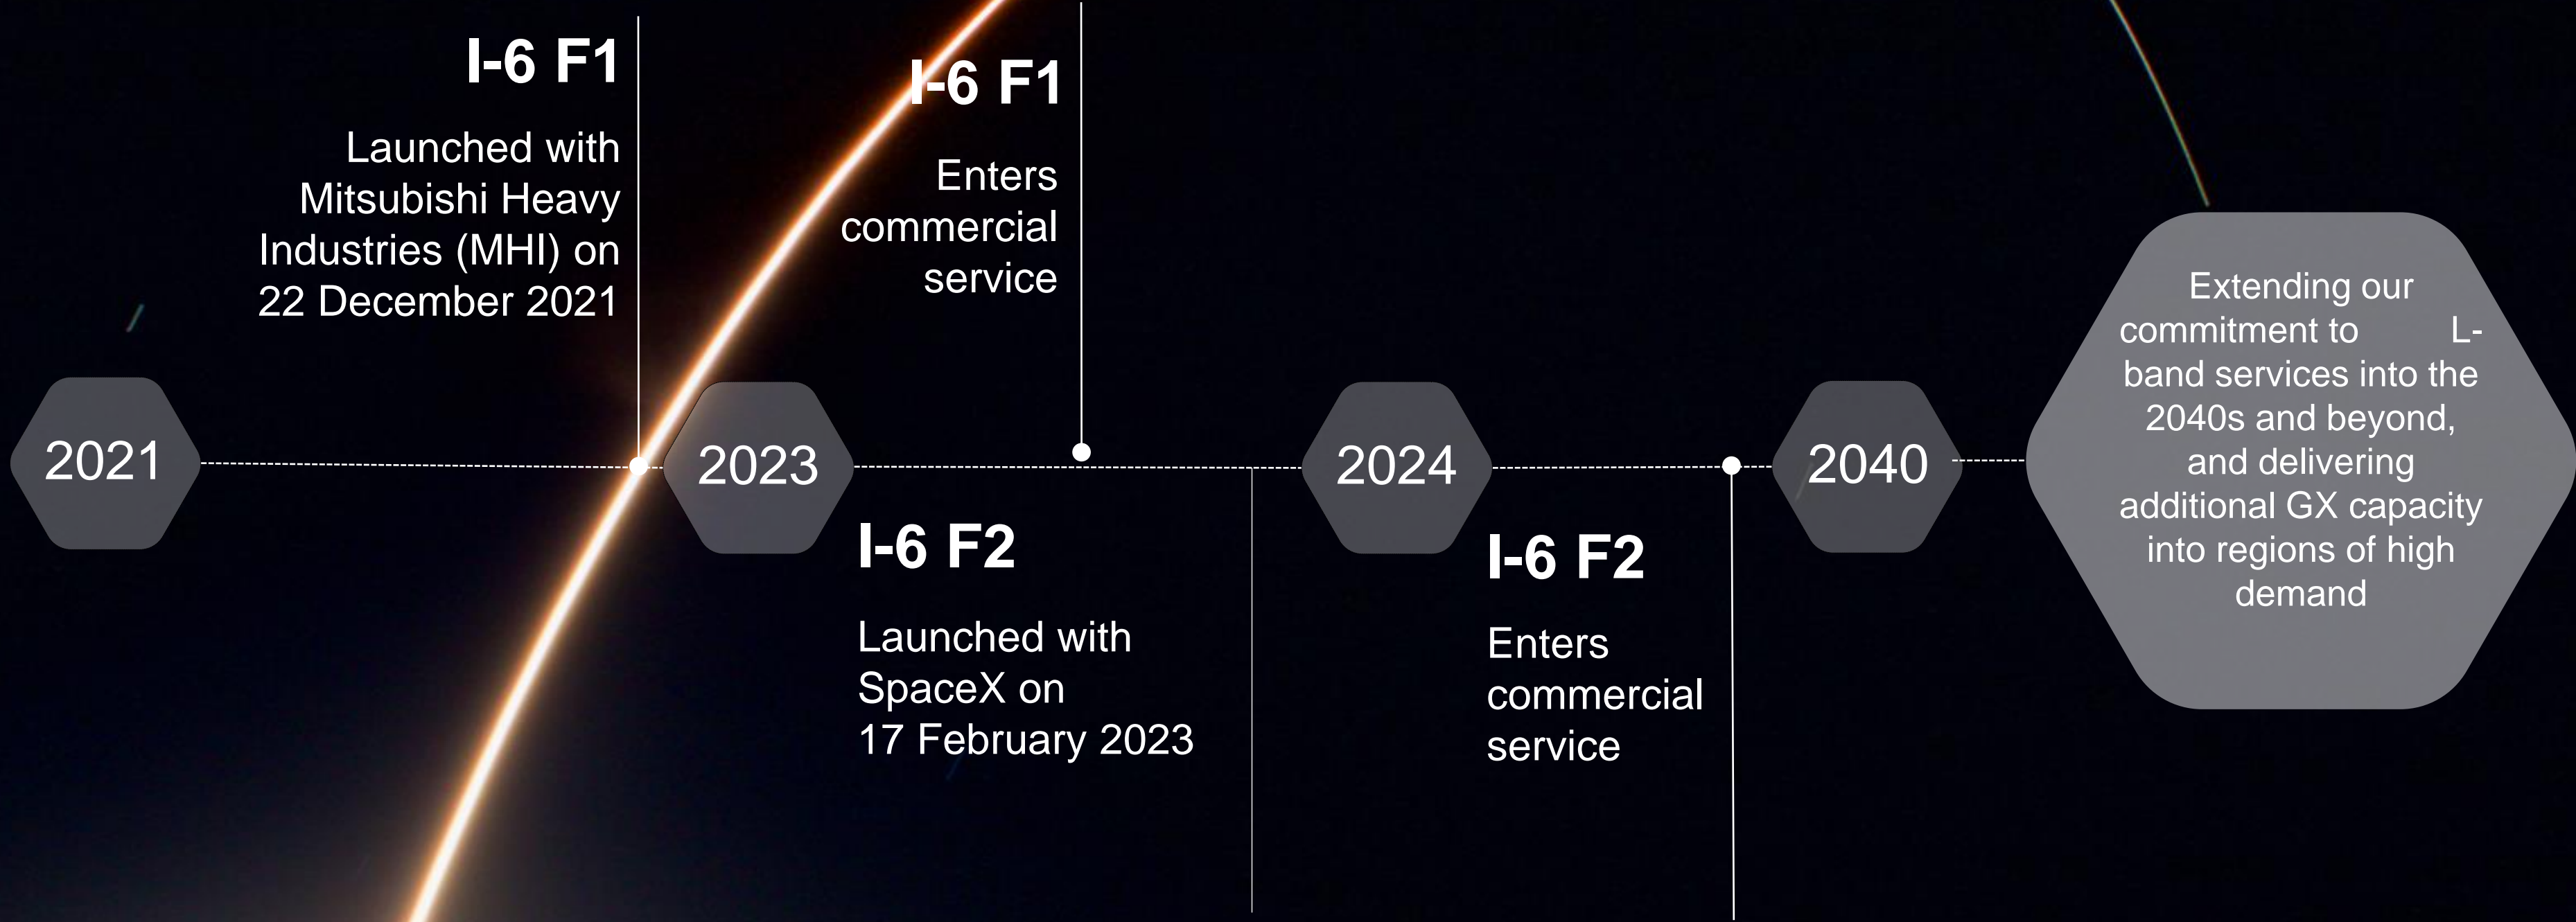 I-6 F1
Launched with
Mitsubishi Heavy
Industries (MHI) on
22 December 2021
I-6 F1
Enters
commercial
service
2021
2023
2024
2040
I-6 F2
Launched with
SpaceX on
17 February 2023
I-6 F2
Enters
commercial
service
Extending our
commitment to L-
band services into the
2040s and beyond,
and delivering
additional GX capacity
into regions of high
demand